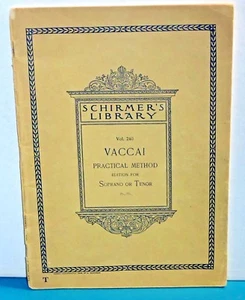 SCHIRMER'S
LIBRARY
VACCAI
PRACTICAL METHOD
EDITION FOR
SOPRANO OR TENOR
T